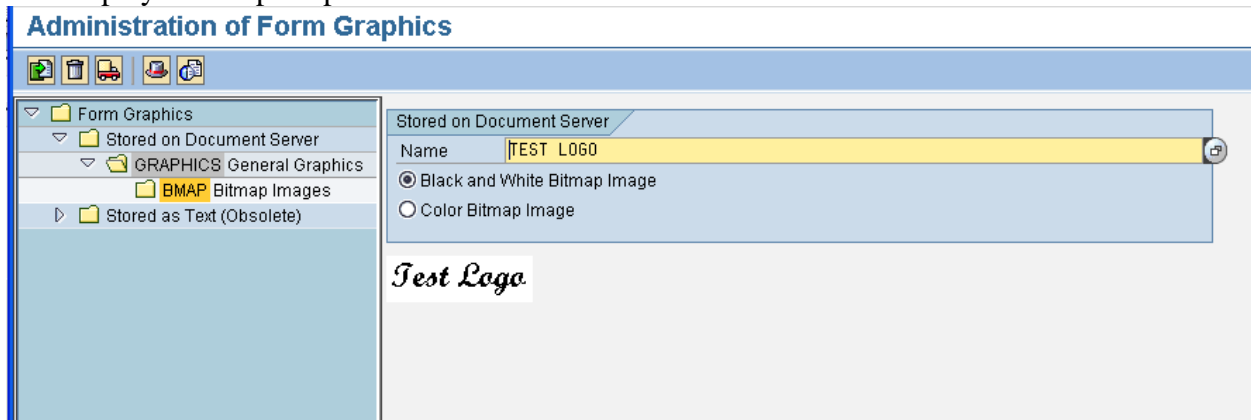 Administration of Form Graphics
Form Graphics
Stored on Document Server
GRAPHICS General Graphics
BMAP Bitmap Images
Stored as Text (Obsolete)
Stored on Document Server
Name TEST LOGO
Black and White Bitmap Image
Color Bitmap Image
Test Logo